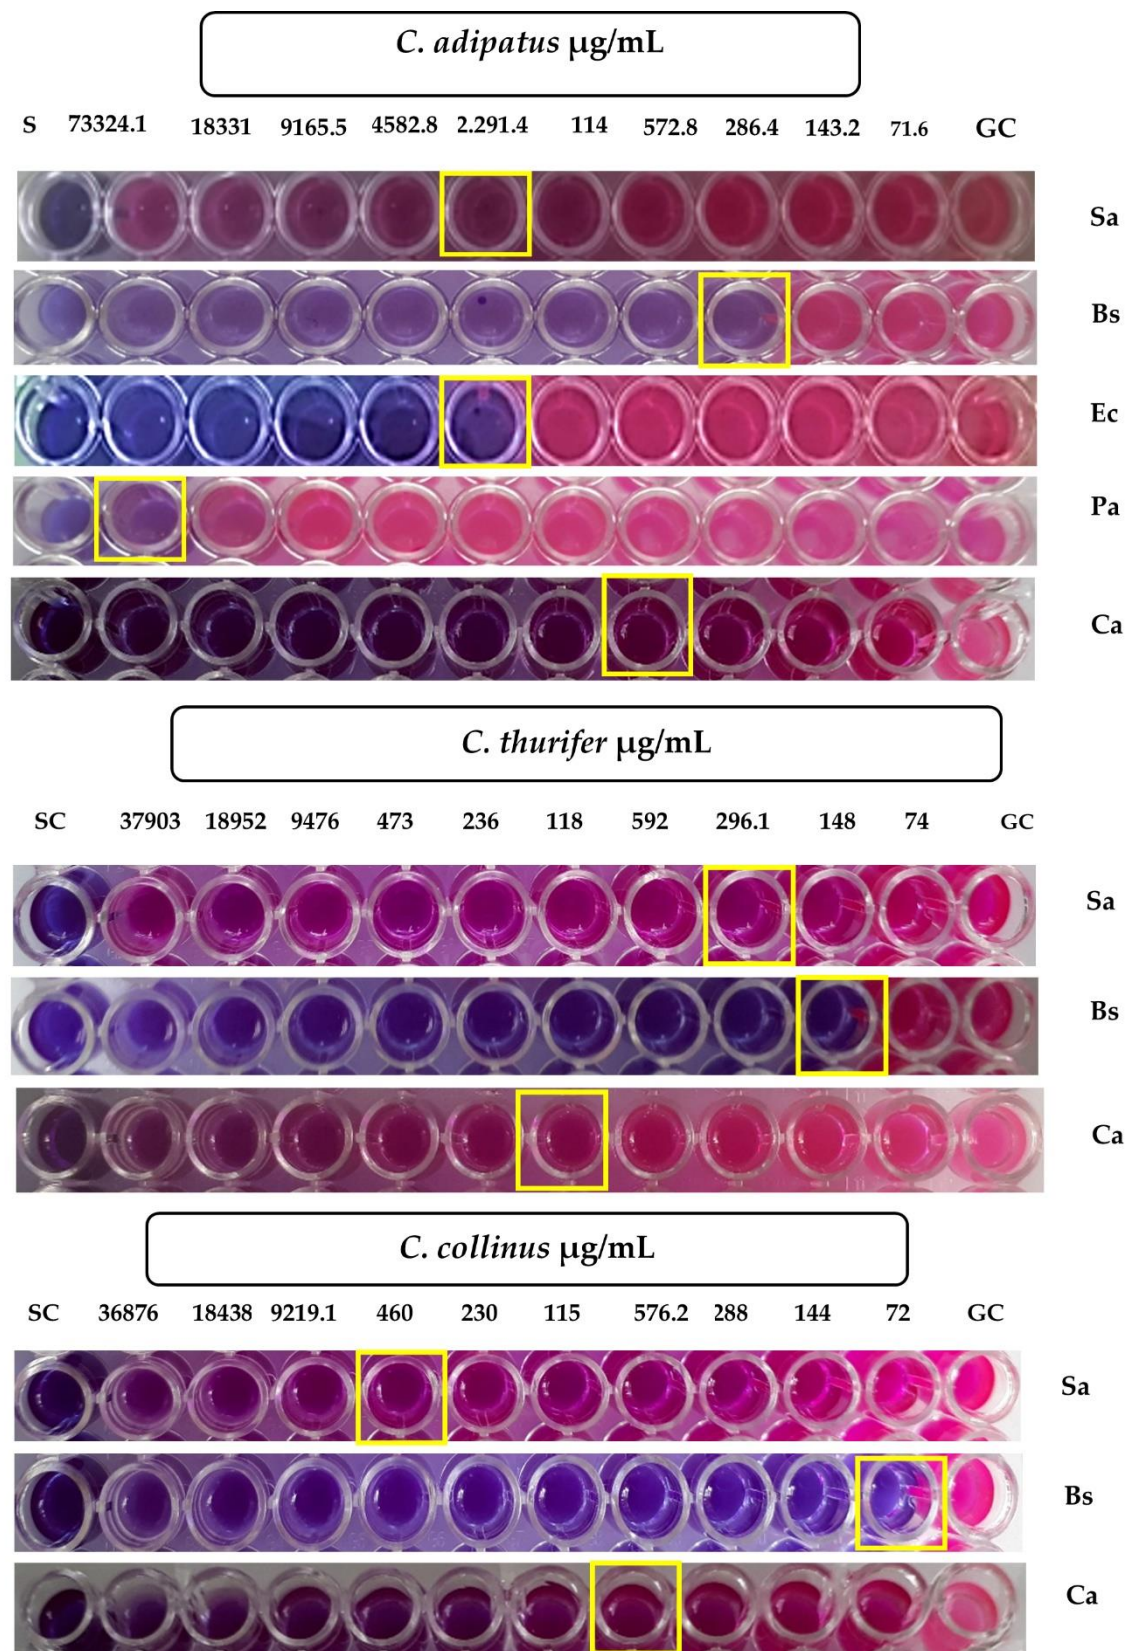 C. adipatus µg/mL
S 73324.1 18331 9165.5 4582.8 2.291.4 114 572.8 286.4 143.2 71.6 GC
Sa
Bs
Ec
Pa
Ca
C. thurifer µg/mL
SC 37903 18952 9476 473 236 118 592 296.1 148 74 GC
Sa
Bs
Ca
C. collinus µg/mL
SC 36876 18438 9219.1 460 230 115 576.2 288 144 72 GC
Sa
Bs
Ca